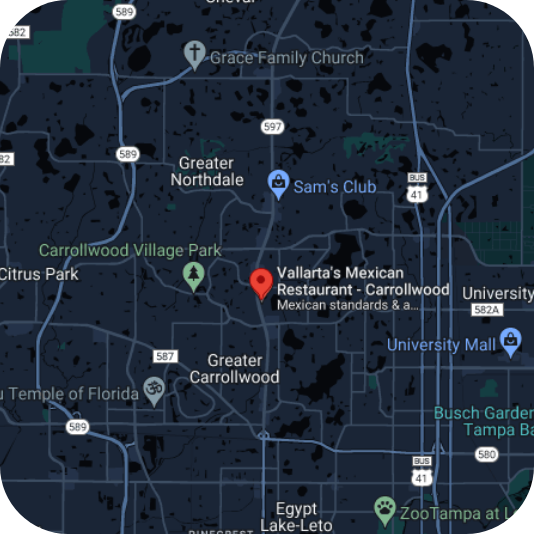 589
582
Grace Family Church
597
589
Greater
Northdale
BUS
41
Sam's Club
Carrollwood Village Park
Citrus Park
Vallarta's Mexican
Restaurant - Carrollwood
Mexican standards & a...
University
582A
University Mall
587
Greater
Carrollwood
Temple of Florida
589
Busch Garden
Tampa Ba
580
BUS
41
Egypt
Lake-Leto
ZooTampa at L